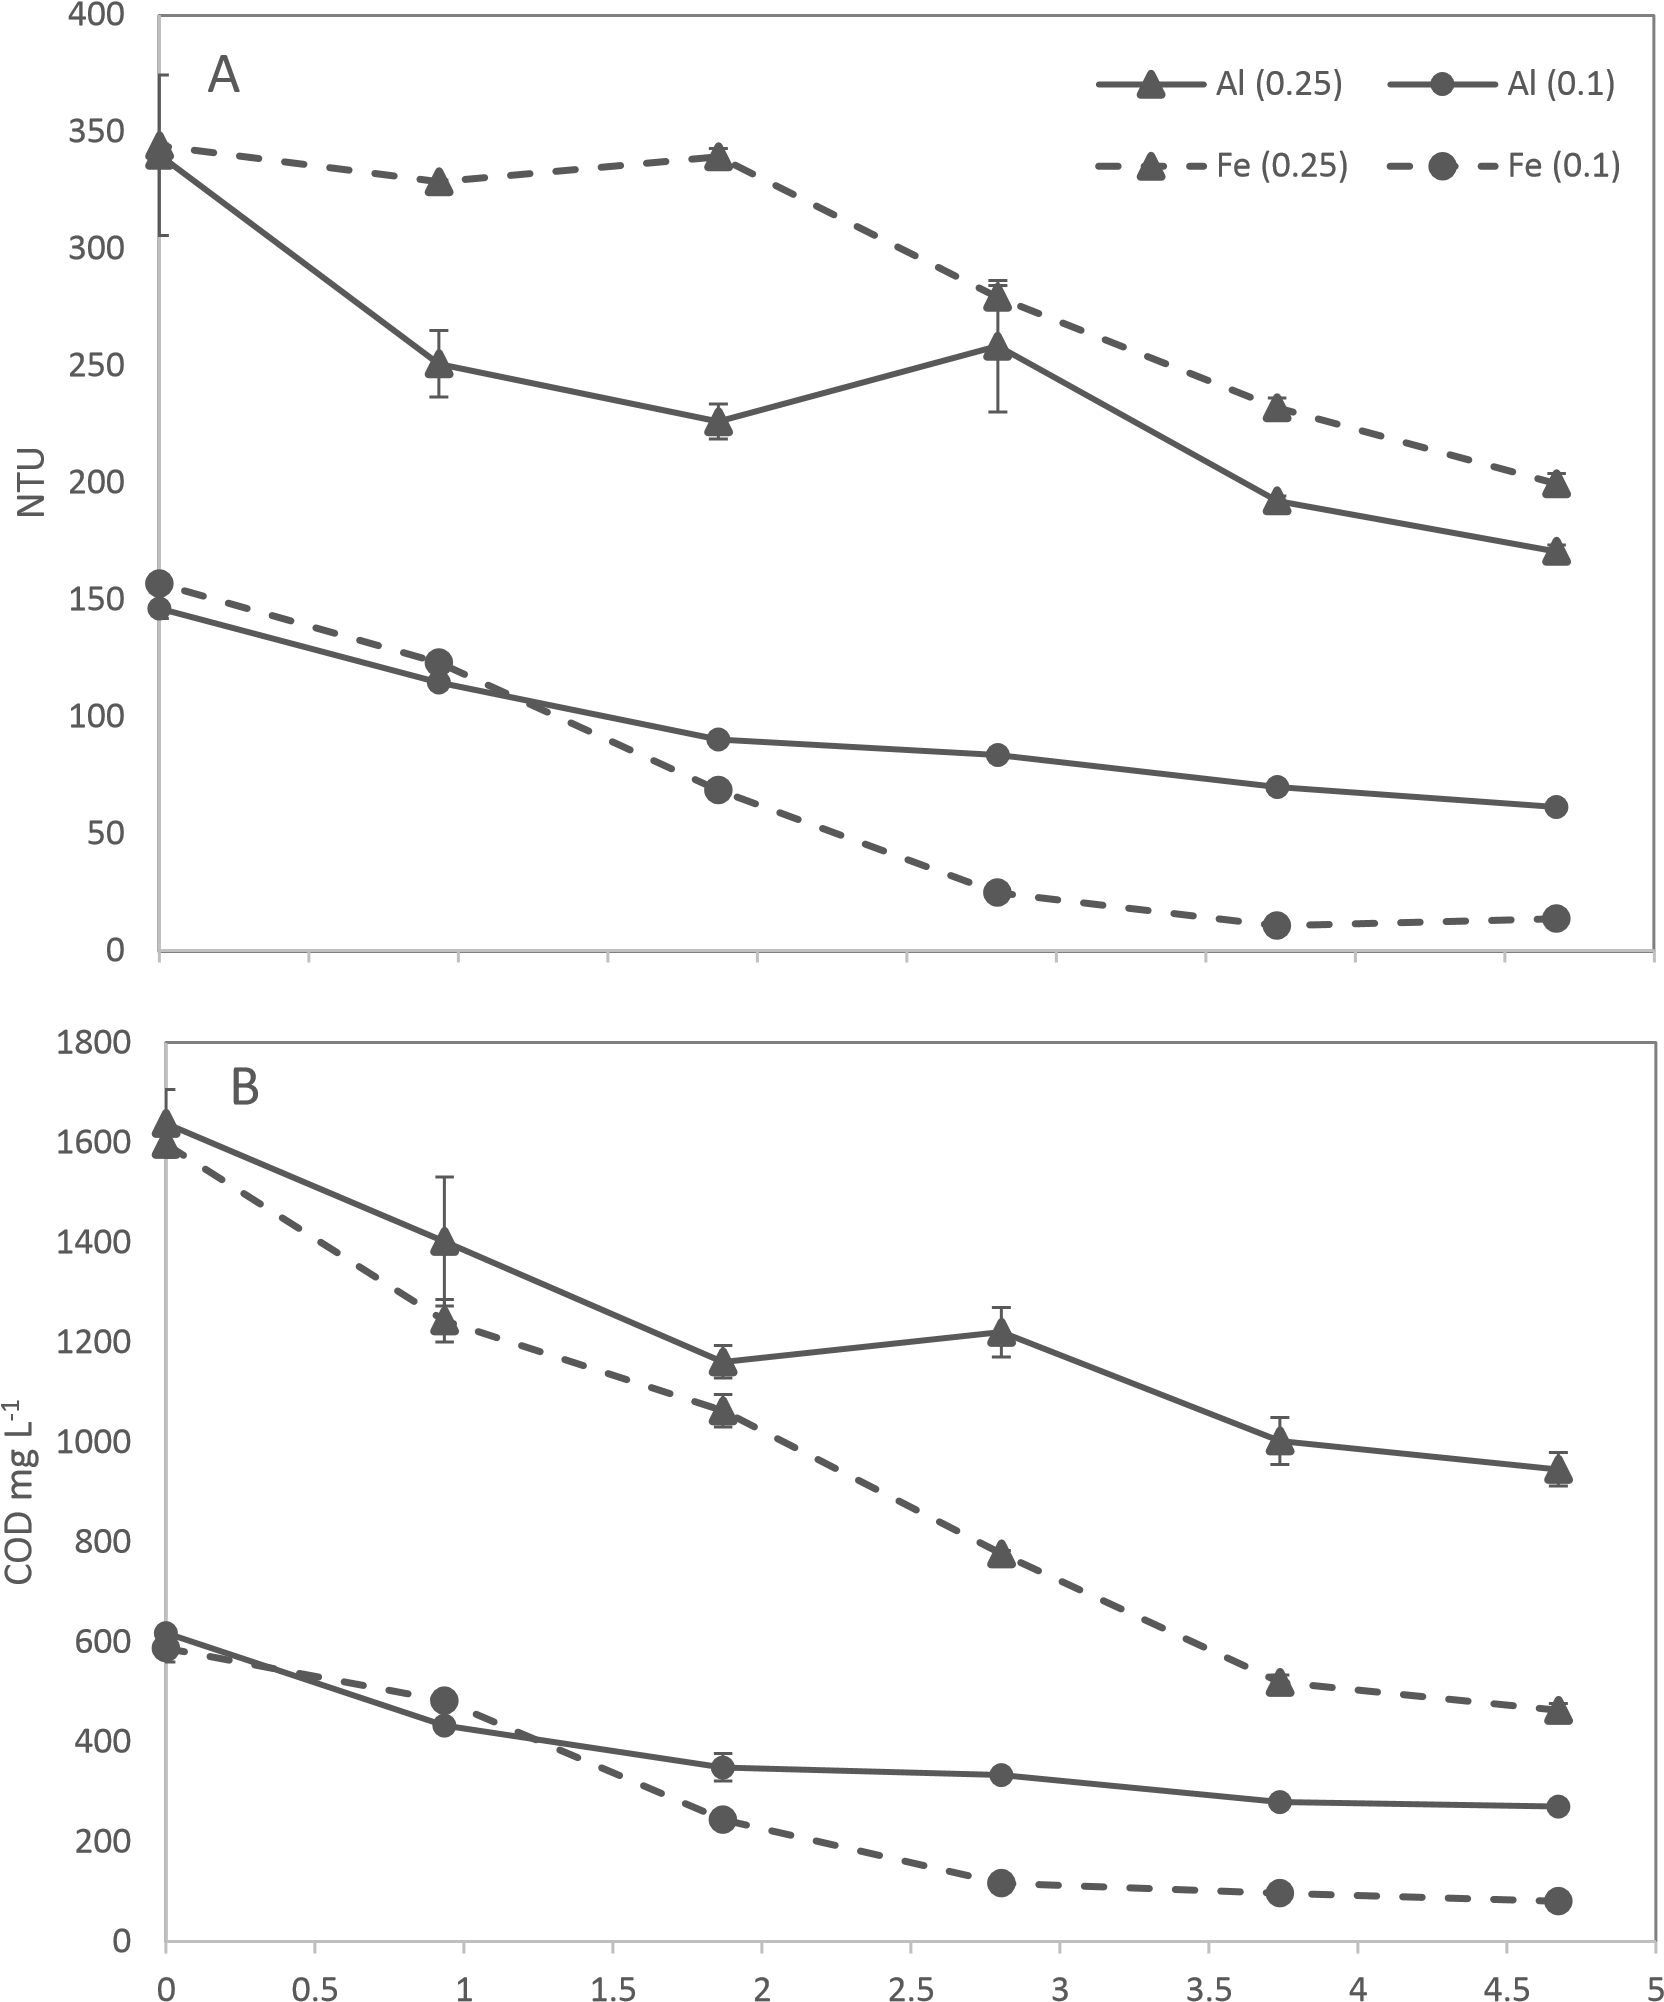 400
A
Al (0.25)
Al (0.1)
350
Fe (0.25)
Fe (0.1)
300
250
NTU
200
150
100
50
0
1800
B
1600
1400
1200
COD mg L-1
1000
800
600
400
200
0
0 0.5 1 1.5 2 2.5 3 3.5 4 4.5 5